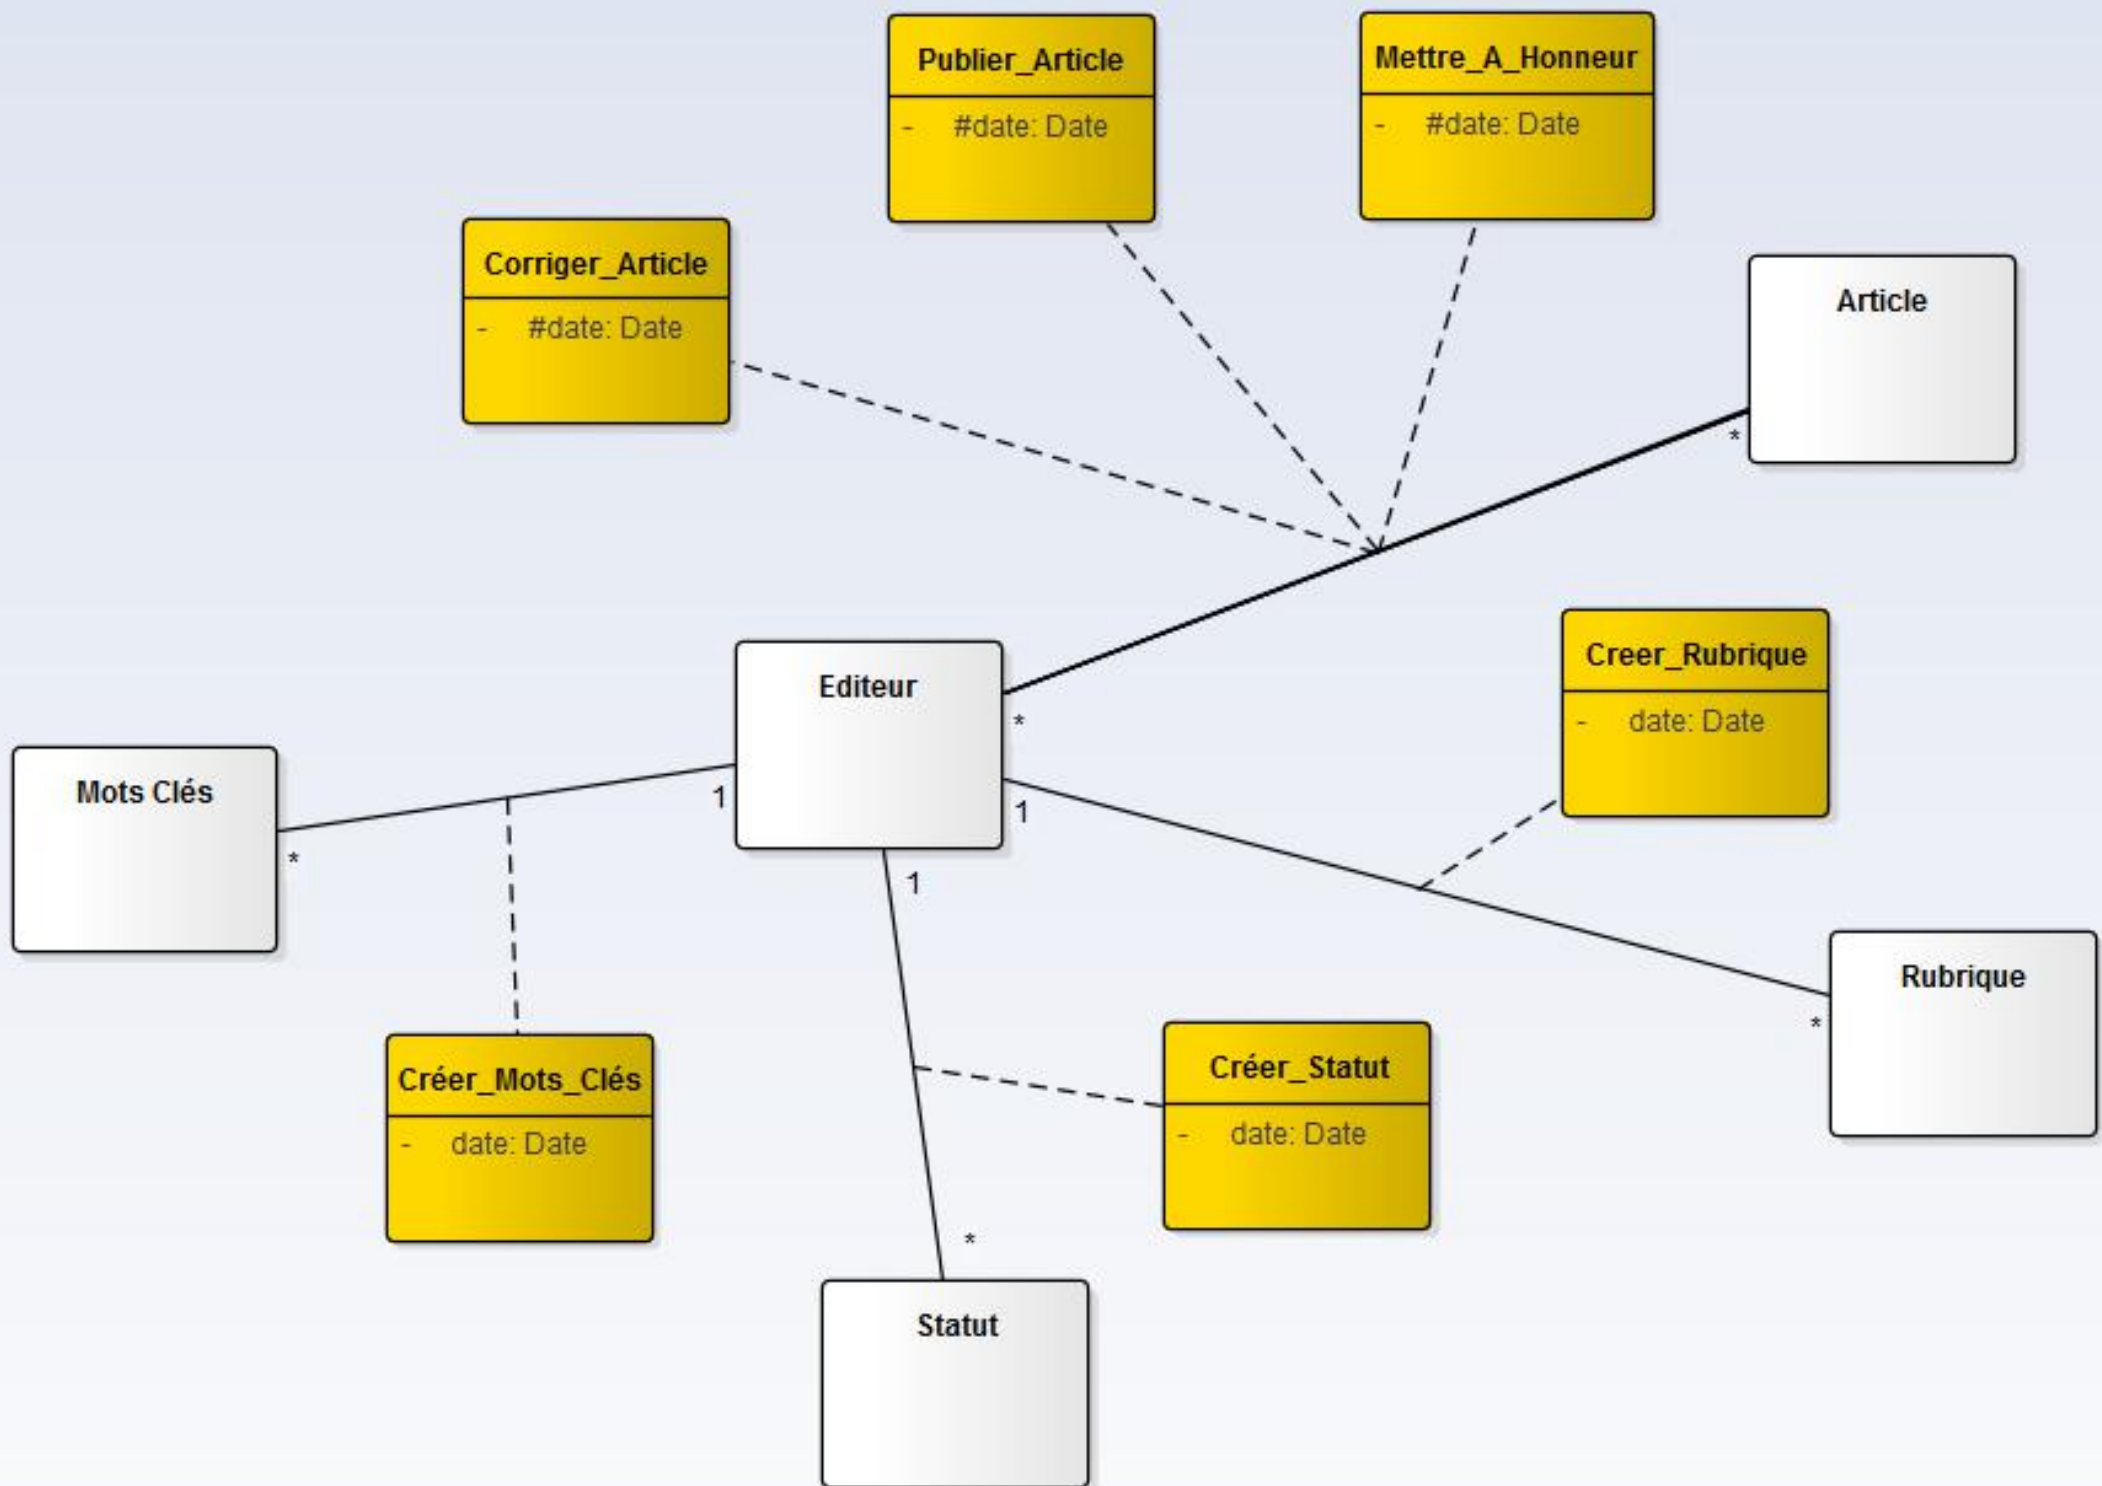 Publier_Article
- #date: Date
Mettre_A_Honneur
- #date: Date
Corriger_Article
- #date: Date
Article
*
Editeur
*
Creer_Rubrique
- date: Date
Mots Clés
*
1
1
1
Rubrique
*
Créer_Mots_Clés
- date: Date
Créer_Statut
- date: Date
*
Statut